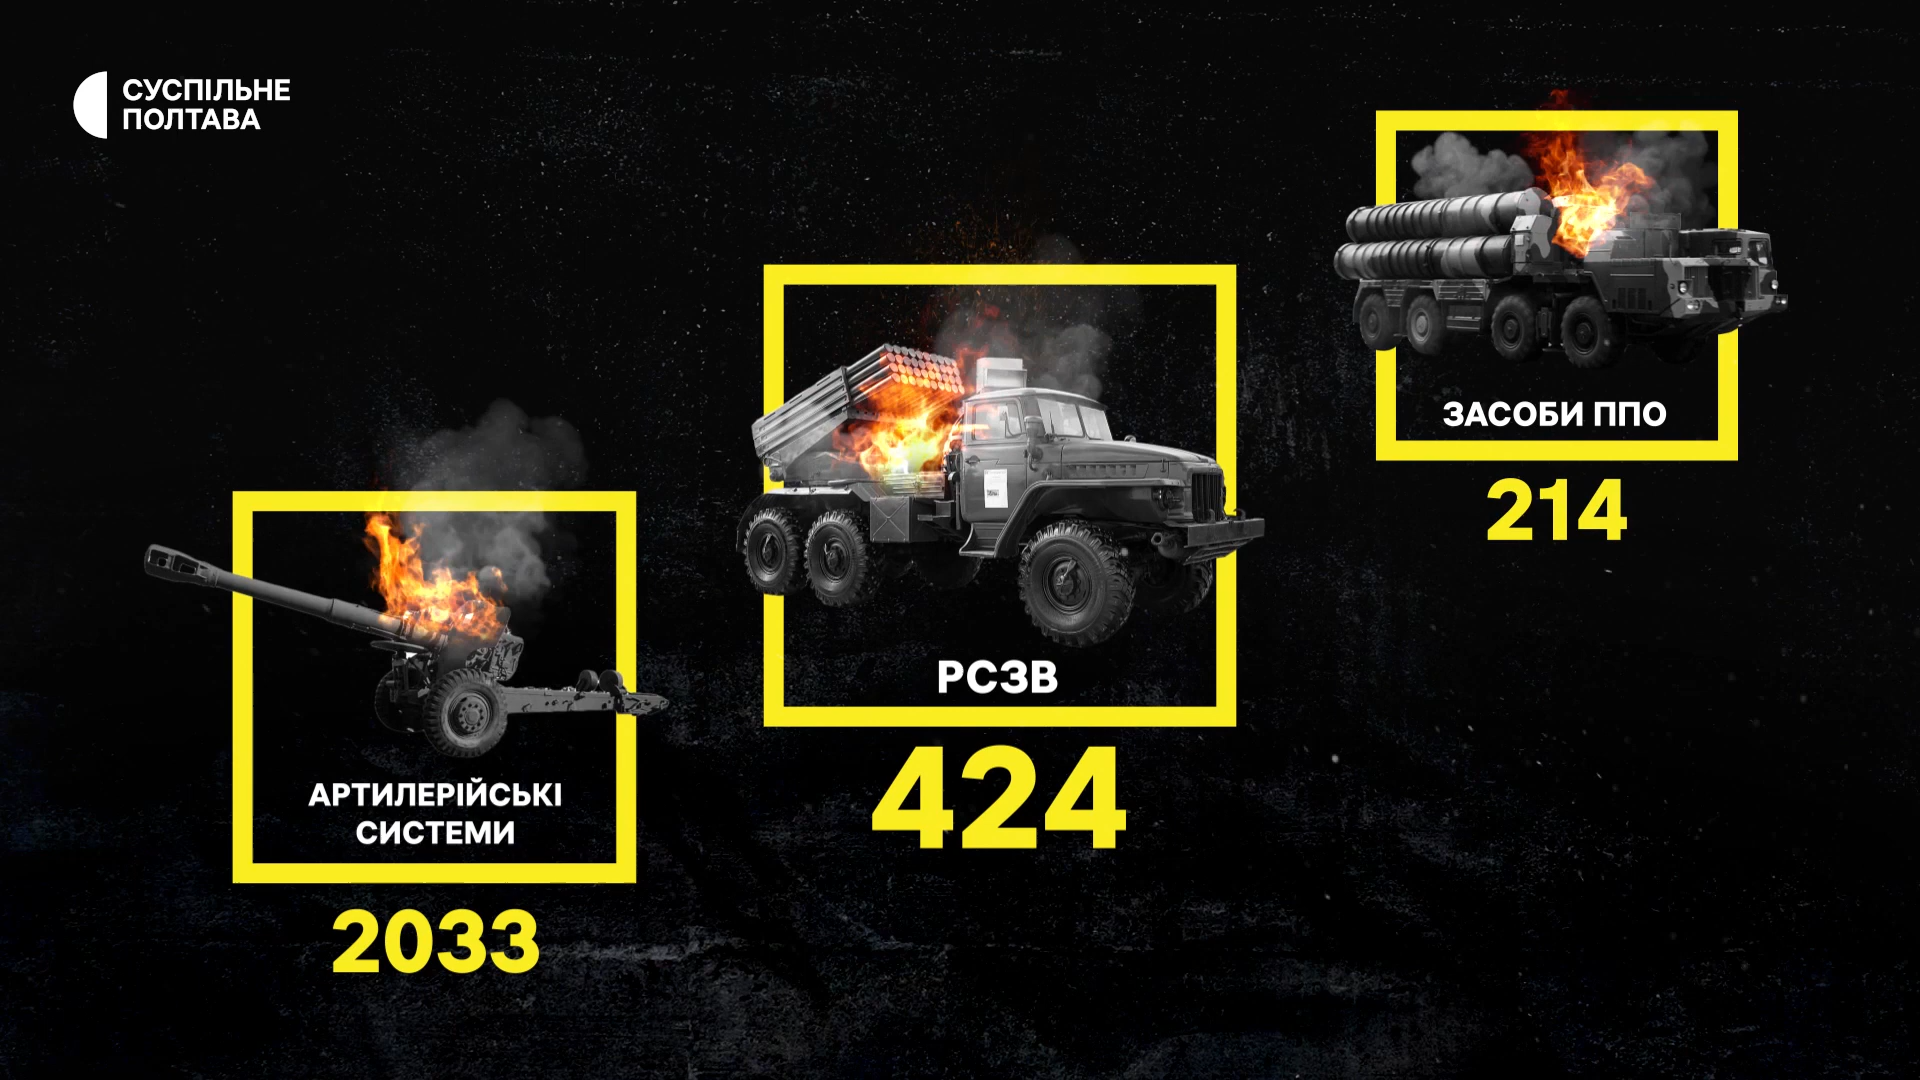 СУСПІЛЬНЕ
ПОЛТАВА
АРТИЛЕРІЙСЬКІ
СИСТЕМИ
2033
РСЗВ
424
ЗАСОБИ ППО
214